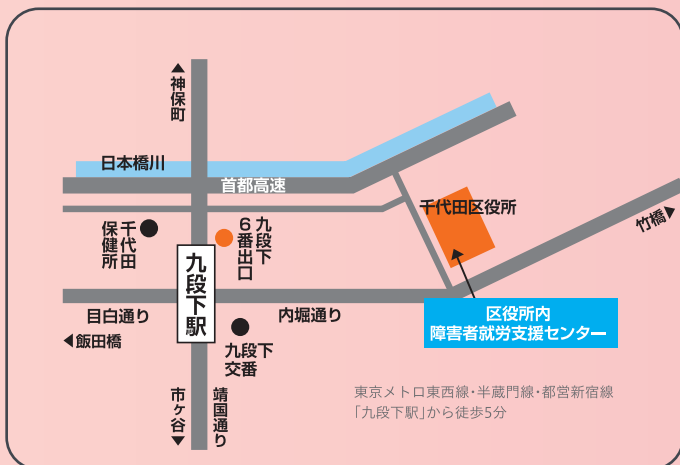 ▲神保町
日本橋川
首都高速
千代田区役所
竹橋▶
千代田
保健所
九段下
6番出口
九段下駅
目白通り
内堀通り
◀飯田橋
九段下
交番
区役所内
障害者就労支援センター
市ヶ谷▼
靖国通り
東京メトロ東西線・半蔵門線・都営新宿線
「九段下駅」から徒歩5分